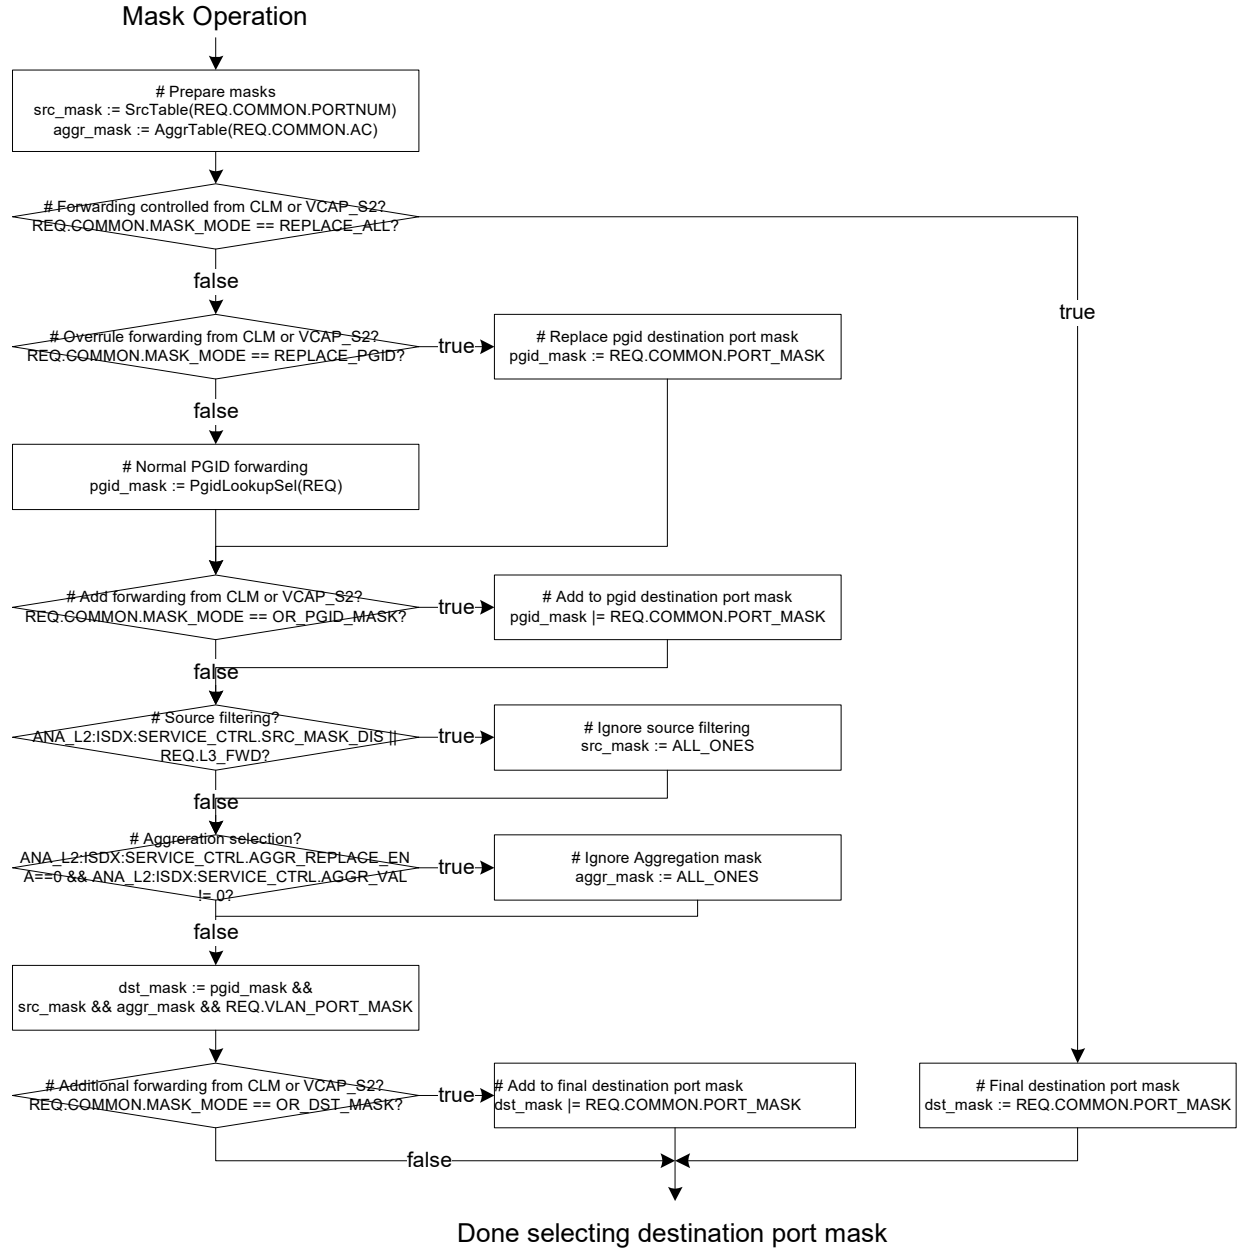 Mask Operation
# Prepare masks
src_mask := SrcTable(REQ.COMMON.PORTNUM)
aggr_mask := AggrTable(REQ.COMMON.AC)
# Forwarding controlled from CLM or VCAP_S2?
REQ.COMMON.MASK_MODE == REPLACE_ALL?
false
true
# Overrule forwarding from CLM or VCAP_S2?
REQ.COMMON.MASK_MODE == REPLACE_PGID?
true
# Replace pgid destination port mask
pgid_mask := REQ.COMMON.PORT_MASK
false
# Normal PGID forwarding
pgid_mask := PgidLookupSel(REQ)
# Add forwarding from CLM or VCAP_S2?
REQ.COMMON.MASK_MODE == OR_PGID_MASK?
true
# Add to pgid destination port mask
pgid_mask |= REQ.COMMON.PORT_MASK
false
# Source filtering?
ANA_L2:ISDX:SERVICE_CTRL.SRC_MASK_DIS ||
REQ.L3_FWD?
true
# Ignore source filtering
src_mask := ALL_ONES
false
# Aggreration selection?
ANA_L2:ISDX:SERVICE_CTRL.AGGR_REPLACE_EN
A==0 && ANA_L2:ISDX:SERVICE_CTRL.AGGR_VAL
!= 0?
true
# Ignore Aggregation mask
aggr_mask := ALL_ONES
false
dst_mask := pgid_mask &&
src_mask && aggr_mask && REQ.VLAN_PORT_MASK
# Additional forwarding from CLM or VCAP_S2?
REQ.COMMON.MASK_MODE == OR_DST_MASK?
true
# Add to final destination port mask
dst_mask |= REQ.COMMON.PORT_MASK
# Final destination port mask
dst_mask := REQ.COMMON.PORT_MASK
false
Done selecting destination port mask